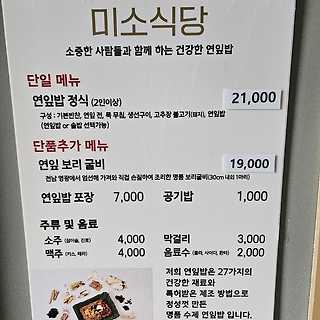 미소식당
소중한 사람들과 함께 하는 건강한 연잎밥
단일 메뉴
연잎밥 정식 (2인이상) 21,000
구성 : 기본반찬, 연잎 전, 묵 무침, 생선구이, 고추장 불고기(돼지), 연잎밥
(연잎밥 or 솥밥 선택가능)
단품추가 메뉴
연잎 보리 굴비 19,000
전남 영광에서 엄선해 가져와 직접 손질하여 조리한 명품 보리굴비(30cm 내외 1마리)
연잎밥 포장 7,000 공기밥 1,000
주류 및 음료
소주 (참이슬, 진로) 4,000 막걸리 3,000
맥주 (카스, 테라) 4,000 음료수 (콜라, 사이다, 환타) 2,000
저희 연잎밥은 27가지의
건강한 재료와
특허받은 제조 방법으로
정성껏 만든
명품 수제 연잎밥 입니다.